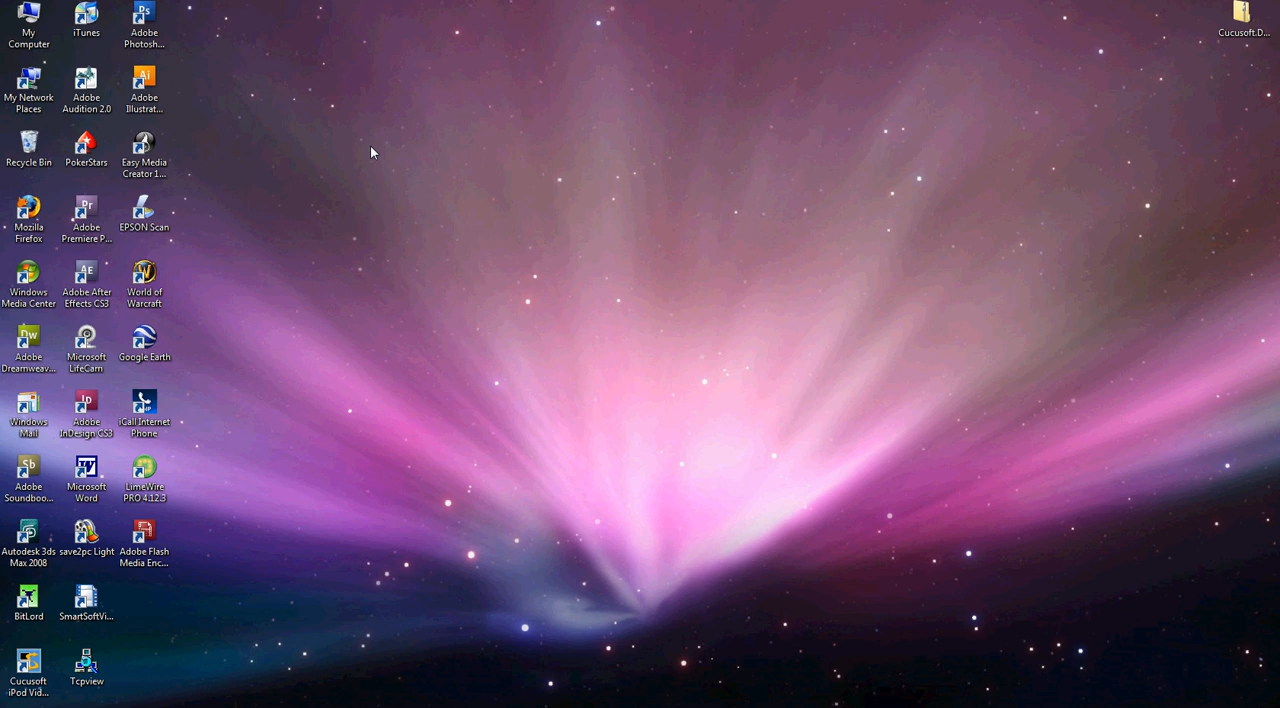 My
Computer
iTunes
Adobe
Photosh...
Cucusoft.D...
My Network
Places
Adobe
Audition 2.0
Adobe
Illustrat...
Recycle Bin
PokerStars
Easy Media
Creator 1...
Mozilla
Firefox
Adobe
Premiere P...
EPSON Scan
Windows
Media Center
Adobe After
Effects CS3
World of
Warcraft
Adobe
Dreamweav...
Microsoft
LifeCam
Google Earth
Windows
Mail
Adobe
InDesign CS3
iCall Internet
Phone
Adobe
Soundboo...
Microsoft
Word
LimeWire
PRO 4.12.3
Autodesk 3ds
Max 2008
save2pc Light
Adobe Flash
Media Enc...
BitLord
SmartSoftVi...
Cucusoft
iPod Vid...
Tcpview